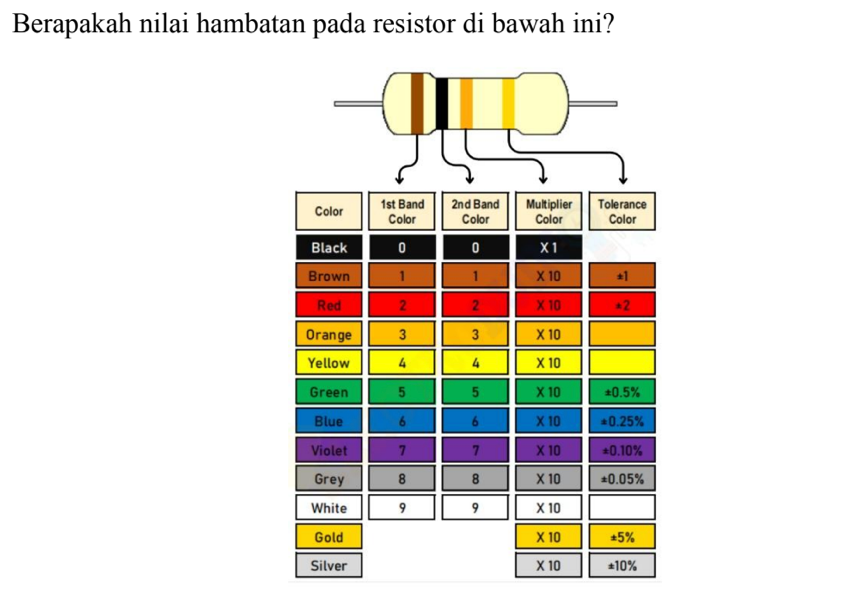 Berapakah nilai hambatan pada resistor di bawah ini?
Color 1st Band Color 2nd Band Color Multiplier Color Tolerance Color
Black 0 0 X 1
Brown 1 1 X 10 ±1
Red 2 2 X 10 ±2
Orange 3 3 X 10
Yellow 4 4 X 10
Green 5 5 X 10 ±0.5%
Blue 6 6 X 10 ±0.25%
Violet 7 7 X 10 ±0.10%
Grey 8 8 X 10 ±0.05%
White 9 9 X 10
Gold X 10 ±5%
Silver X 10 ±10%